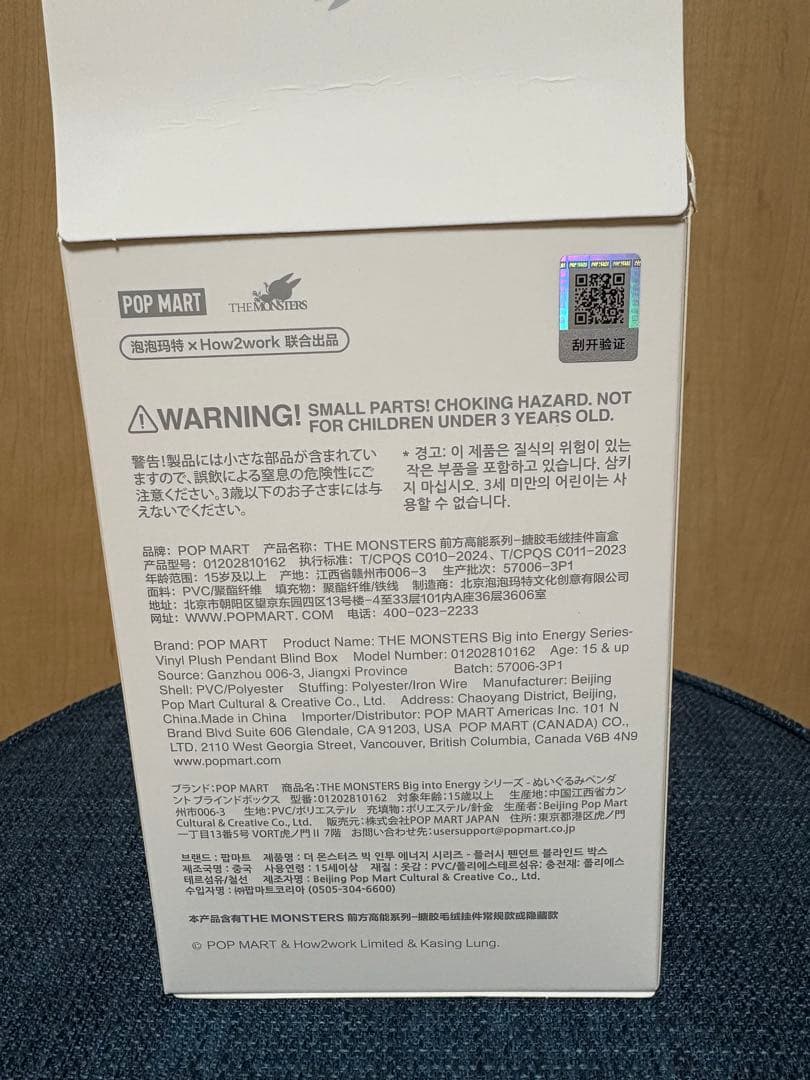 POP MART
THE MONSTERS
POP MART POP MART POP MART
刮开验证
泡泡玛特 × How2work 联合出品
WARNING! SMALL PARTS! CHOKING HAZARD. NOT
FOR CHILDREN UNDER 3 YEARS OLD.
警告!製品には小さな部品が含まれてい
ますので、誤飲による窒息の危険性にご
注意ください。3歳以下のお子さまには与
えないでください。
* 경고: 이 제품은 질식의 위험이 있는
작은 부품을 포함하고 있습니다. 삼키
지 마십시오. 3세 미만의 어린이는 사
용할 수 없습니다.
品牌: POP MART 产品名称: THE MONSTERS 前方高能系列-搪胶毛绒挂件盲盒
产品型号: 01202810162 执行标准: T/CPQS C010-2024、T/CPQS C011-2023
年龄范围: 15岁及以上 产地: 江西省赣州市006-3 生产批次: 57006-3P1
面料: PVC/聚酯纤维 填充物: 聚酯纤维/铁线 制造商: 北京泡泡玛特文化创意有限公司
地址: 北京市朝阳区望京东园四区13号楼-4至33层101内A座36层3606室
网址: WWW.POPMART. COM 电话: 400-023-2233
Brand: POP MART Product Name: THE MONSTERS Big into Energy Series-
Vinyl Plush Pendant Blind Box Model Number: 01202810162 Age: 15 & up
Source: Ganzhou 006-3, Jiangxi Province Batch: 57006-3P1
Shell: PVC/Polyester Stuffing: Polyester/Iron Wire Manufacturer: Beijing
Pop Mart Cultural & Creative Co., Ltd. Address: Chaoyang District, Beijing,
China.Made in China Importer/Distributor: POP MART Americas Inc. 101 N
Brand Blvd Suite 606 Glendale, CA 91203, USA POP MART (CANADA) CO.,
LTD. 2110 West Georgia Street, Vancouver, British Columbia, Canada V6B 4N9
www.popmart.com
ブランド:POP MART 商品名:THE MONSTERS Big into Energy シリーズ - ぬいぐるみペンダ
ント ブラインドボックス 型番:01202810162 対象年齢:15歳以上 生産地:中国江西省カン
州市006-3 生地:PVC/ポリエステル 充填物:ポリエステル/針金 生産者:Beijing Pop Mart
Cultural & Creative Co., Ltd. 販売元:株式会社POP MART JAPAN 住所:東京都港区虎ノ門
一丁目13番5号 VORT虎ノ門 II 7階 お問い合わせ先:usersupport@popmart.co.jp
브랜드 : 팝마트 제품명 : 더 몬스터즈 빅 인투 에너지 시리즈 - 플러시 펜던트 블라인드 박스
제조국명 : 중국 사용연령 : 15세이상 재질 : 옷감 : PVC/폴리에스테르섬유; 충전재: 폴리에스
테르섬유/철선 제조자명 : Beijing Pop Mart Cultural & Creative Co., Ltd.
수입자명 : ㈜팝마트코리아 (0505-304-6600)
本产品含有THE MONSTERS 前方高能系列-搪胶毛绒挂件常规款或隐藏款
© POP MART & How2work Limited & Kasing Lung.